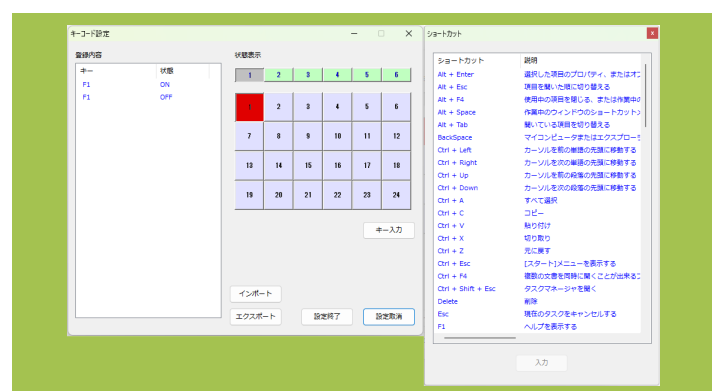 キーコード設定
登録内容
キー 状態
F1 ON
F1 OFF
状態表示
1 2 3 4 5 6
1 2 3 4 5 6
7 8 9 10 11 12
13 14 15 16 17 18
19 20 21 22 23 24
キー入力
インポート
エクスポート 設定終了 設定取消
ショートカット
ショートカット 説明
Alt + Enter 選択した項目のプロパティ、またはオブ
Alt + Esc 項目を開いた順に切り替える
Alt + F4 使用中の項目を閉じる、または作業中の
Alt + Space 作業中のウィンドウのショートカット
Alt + Tab 開いている項目を切り替える
BackSpace マイコンピュータまたはエクスプローラ
Ctrl + Left カーソルを前の単語の先頭に移動する
Ctrl + Right カーソルを次の単語の先頭に移動する
Ctrl + Up カーソルを前の段落の先頭に移動する
Ctrl + Down カーソルを次の段落の先頭に移動する
Ctrl + A すべて選択
Ctrl + C コピー
Ctrl + V 貼り付け
Ctrl + X 切り取り
Ctrl + Z 元に戻す
Ctrl + Esc [スタート]メニューを表示する
Ctrl + F4 複数の文書を同時に開くことが出来る
Ctrl + Shift + Esc タスクマネージャを開く
Delete 削除
Esc 現在のタスクをキャンセルする
F1 ヘルプを表示する
入力